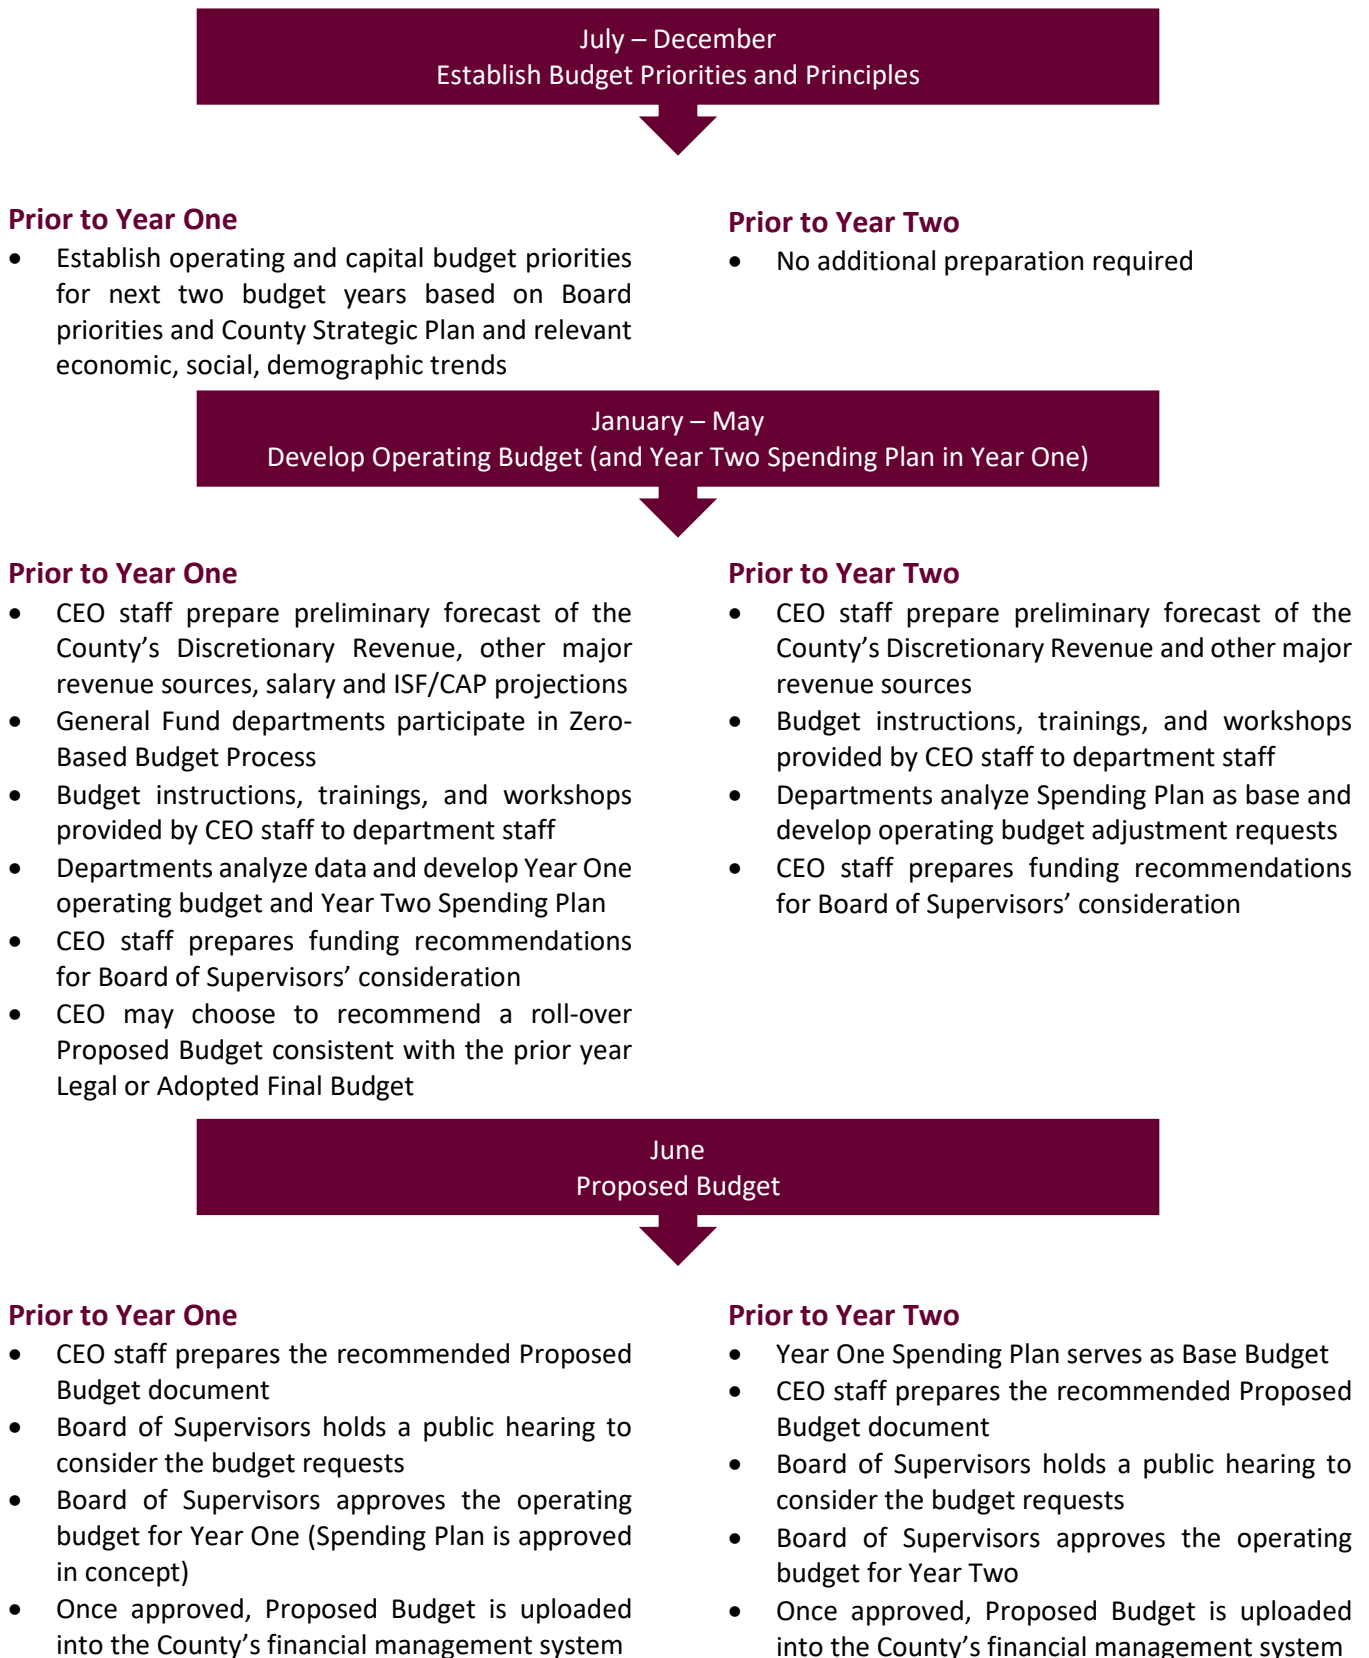 July – December
Establish Budget Priorities and Principles
Prior to Year One
• Establish operating and capital budget priorities
for next two budget years based on Board
priorities and County Strategic Plan and relevant
economic, social, demographic trends
Prior to Year Two
• No additional preparation required
January – May
Develop Operating Budget (and Year Two Spending Plan in Year One)
Prior to Year One
• CEO staff prepare preliminary forecast of the
County’s Discretionary Revenue, other major
revenue sources, salary and ISF/CAP projections
• General Fund departments participate in Zero-
Based Budget Process
• Budget instructions, trainings, and workshops
provided by CEO staff to department staff
• Departments analyze data and develop Year One
operating budget and Year Two Spending Plan
• CEO staff prepares funding recommendations
for Board of Supervisors’ consideration
• CEO may choose to recommend a roll-over
Proposed Budget consistent with the prior year
Legal or Adopted Final Budget
Prior to Year Two
• CEO staff prepare preliminary forecast of the
County’s Discretionary Revenue and other major
revenue sources
• Budget instructions, trainings, and workshops
provided by CEO staff to department staff
• Departments analyze Spending Plan as base and
develop operating budget adjustment requests
• CEO staff prepares funding recommendations
for Board of Supervisors’ consideration
June
Proposed Budget
Prior to Year One
• CEO staff prepares the recommended Proposed
Budget document
• Board of Supervisors holds a public hearing to
consider the budget requests
• Board of Supervisors approves the operating
budget for Year One (Spending Plan is approved
in concept)
• Once approved, Proposed Budget is uploaded
into the County’s financial management system
Prior to Year Two
• Year One Spending Plan serves as Base Budget
• CEO staff prepares the recommended Proposed
Budget document
• Board of Supervisors holds a public hearing to
consider the budget requests
• Board of Supervisors approves the operating
budget for Year Two
• Once approved, Proposed Budget is uploaded
into the County’s financial management system